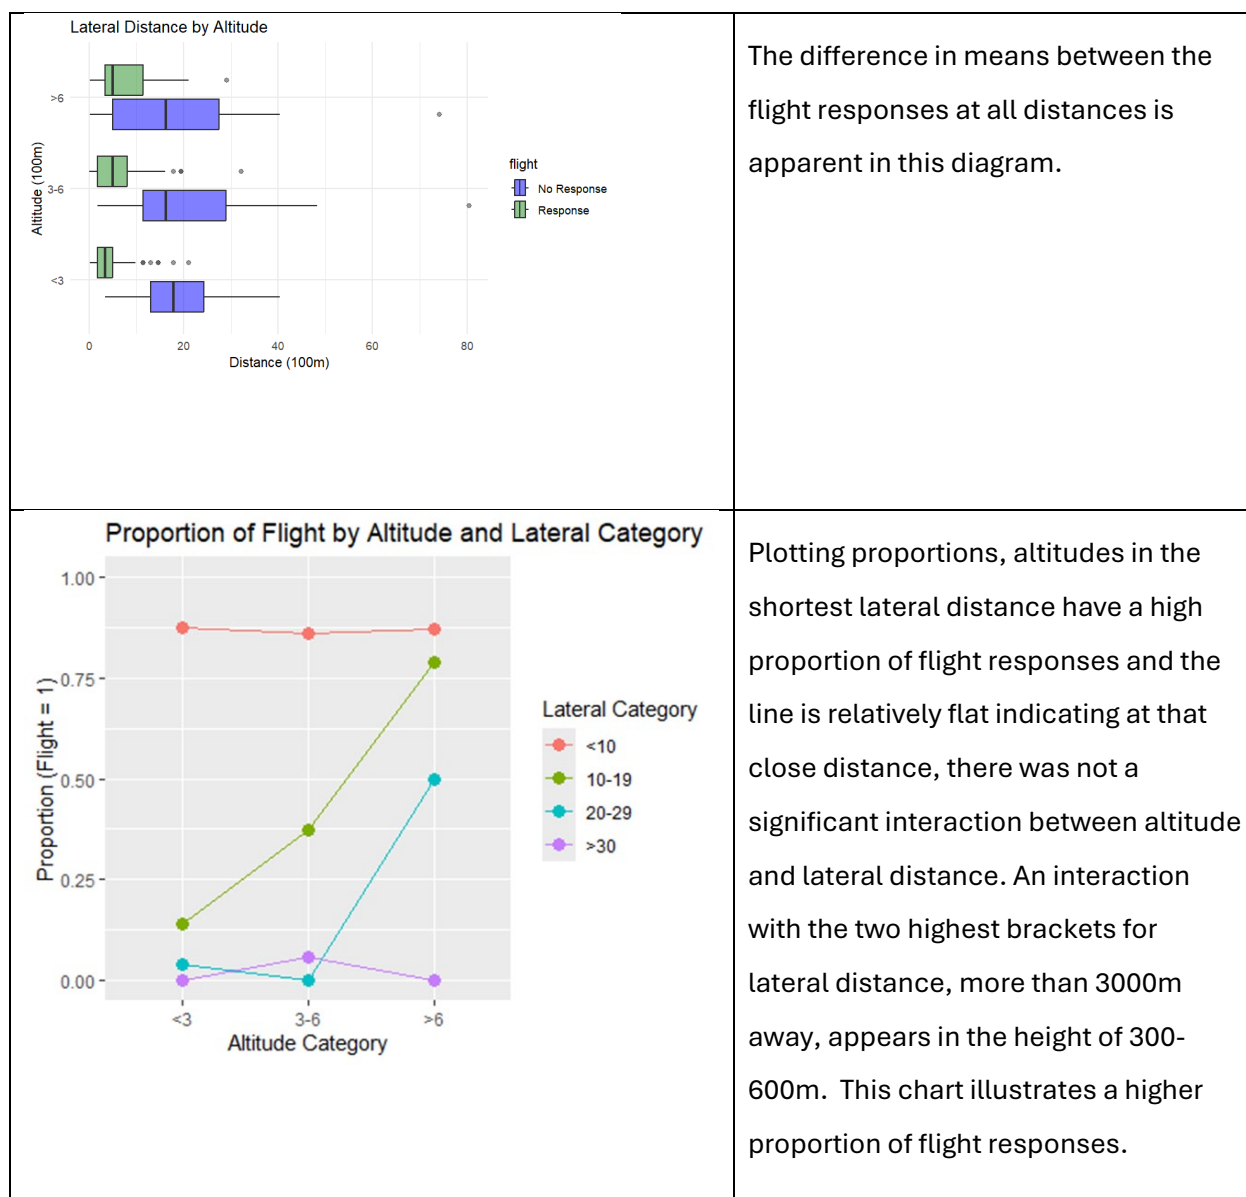 Lateral Distance by Altitude
>6
3-6
<3
Altitude (100m)
0 20 40 60 80
Distance (100m)
flight
No Response
Response
The difference in means between the
flight responses at all distances is
apparent in this diagram.
Proportion of Flight by Altitude and Lateral Category
1.00
0.75
0.50
0.25
0.00
Proportion (Flight = 1)
<3 3-6 >6
Altitude Category
Lateral Category
<10
10-19
20-29
>30
Plotting proportions, altitudes in the
shortest lateral distance have a high
proportion of flight responses and the
line is relatively flat indicating at that
close distance, there was not a
significant interaction between altitude
and lateral distance. An interaction
with the two highest brackets for
lateral distance, more than 3000m
away, appears in the height of 300-
600m.  This chart illustrates a higher
proportion of flight responses.